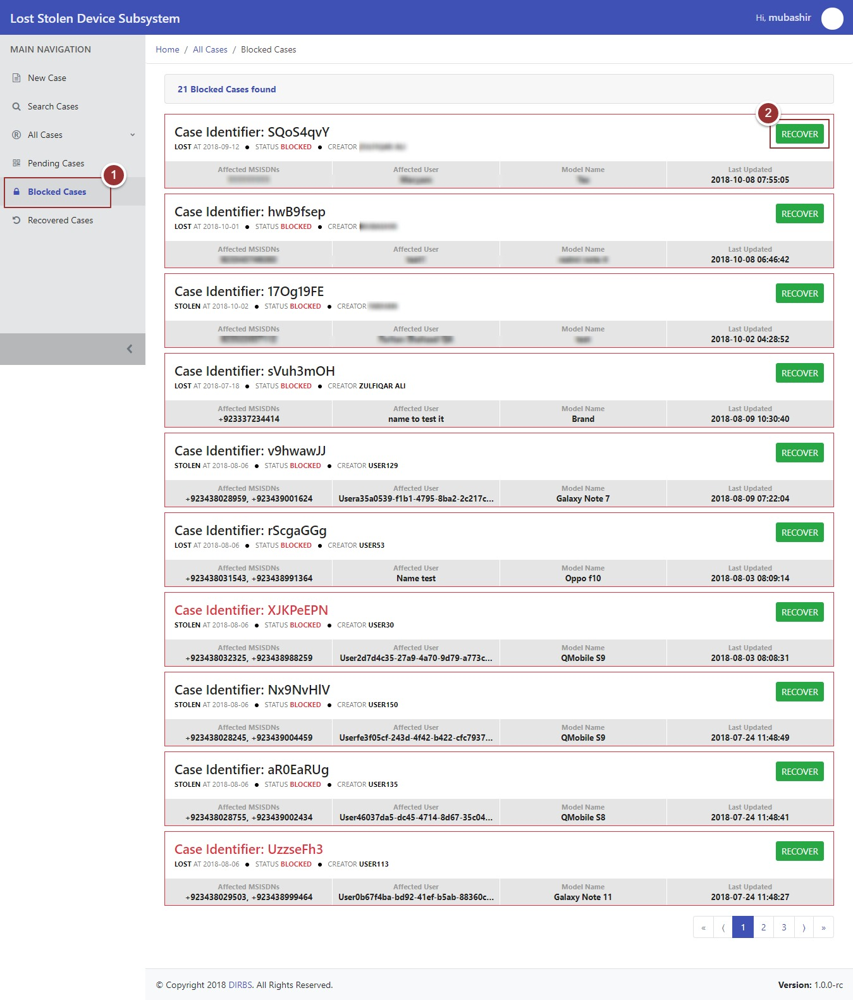 Lost Stolen Device Subsystem
Hi, mubashir
MAIN NAVIGATION
New Case
Search Cases
All Cases
Pending Cases
1
Blocked Cases
Recovered Cases
Home / All Cases / Blocked Cases
21 Blocked Cases found
2
Case Identifier: SQoS4qvY
RECOVER
LOST AT 2018-09-12 ● STATUS BLOCKED ● CREATOR
Affected MSISDNs Affected User Model Name Last Updated
2018-10-08 07:55:05
Case Identifier: hwB9fsep
RECOVER
LOST AT 2018-10-01 ● STATUS BLOCKED ● CREATOR
Affected MSISDNs Affected User Model Name Last Updated
2018-10-08 06:46:42
Case Identifier: 17Og19FE
RECOVER
STOLEN AT 2018-10-02 ● STATUS BLOCKED ● CREATOR
Affected MSISDNs Affected User Model Name Last Updated
2018-10-02 04:28:52
Case Identifier: sVuh3mOH
RECOVER
LOST AT 2018-07-18 ● STATUS BLOCKED ● CREATOR ZULFIQAR ALI
Affected MSISDNs Affected User Model Name Last Updated
+923337234414 name to test it Brand 2018-08-09 10:30:40
Case Identifier: v9hwawJJ
RECOVER
STOLEN AT 2018-08-06 ● STATUS BLOCKED ● CREATOR USER129
Affected MSISDNs Affected User Model Name Last Updated
+923438028959, +923439001624 Usera35a0539-f1b1-4795-8ba2-2c217c... Galaxy Note 7 2018-08-09 07:22:04
Case Identifier: rScgaGGg
RECOVER
LOST AT 2018-08-06 ● STATUS BLOCKED ● CREATOR USER53
Affected MSISDNs Affected User Model Name Last Updated
+923438031543, +923438991364 Name test Oppo f10 2018-08-03 08:09:14
Case Identifier: XJKPeEPN
RECOVER
STOLEN AT 2018-08-06 ● STATUS BLOCKED ● CREATOR USER30
Affected MSISDNs Affected User Model Name Last Updated
+923438032325, +923438988259 User2d7d4c35-27a9-4a70-9d79-a773c... QMobile S9 2018-08-03 08:08:31
Case Identifier: Nx9NvHlV
RECOVER
STOLEN AT 2018-08-06 ● STATUS BLOCKED ● CREATOR USER150
Affected MSISDNs Affected User Model Name Last Updated
+923438028245, +923439004459 Userfe3f05cf-243d-4f42-b422-cfc7937... QMobile S9 2018-07-24 11:48:49
Case Identifier: aR0EaRUg
RECOVER
STOLEN AT 2018-08-06 ● STATUS BLOCKED ● CREATOR USER135
Affected MSISDNs Affected User Model Name Last Updated
+923438028755, +923439002434 User46037da5-dc45-4714-8d67-35c04... QMobile S8 2018-07-24 11:48:41
Case Identifier: UzzseFh3
RECOVER
LOST AT 2018-08-06 ● STATUS BLOCKED ● CREATOR USER113
Affected MSISDNs Affected User Model Name Last Updated
+923438029503, +923438999464 User0b67f4ba-bd92-41ef-b5ab-88360c... Galaxy Note 11 2018-07-24 11:48:27
« ⟨ 1 2 3 ⟩ »
© Copyright 2018 DIRBS. All Rights Reserved.
Version: 1.0.0-rc